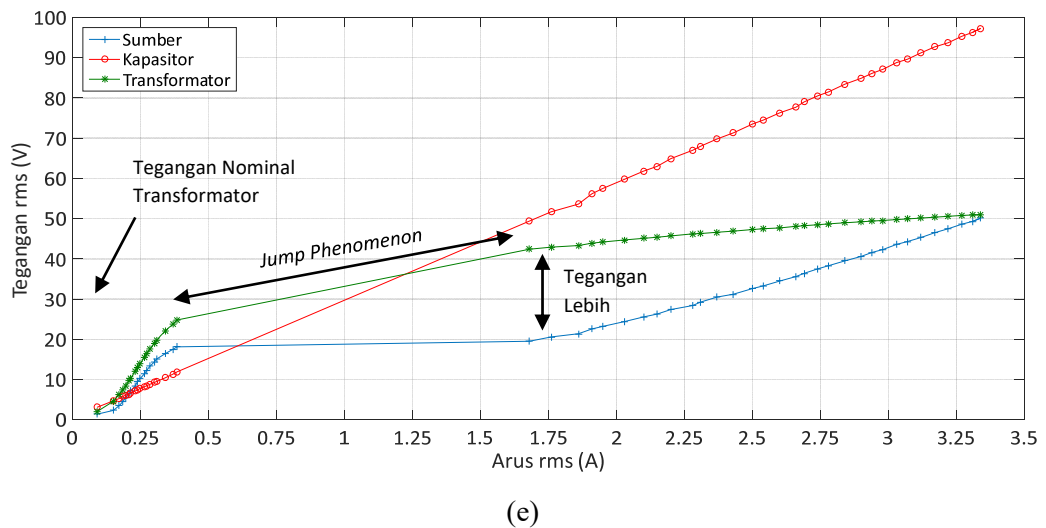 100
90
80
70
60
50
40
30
20
10
0
Tegangan rms (V)
Sumber
Kapasitor
Transformator
Tegangan Nominal
Transformator
Jump Phenomenon
Tegangan
Lebih
0 0.25 0.5 0.75 1 1.25 1.5 1.75 2 2.25 2.5 2.75 3 3.25 3.5
Arus rms (A)
(e)